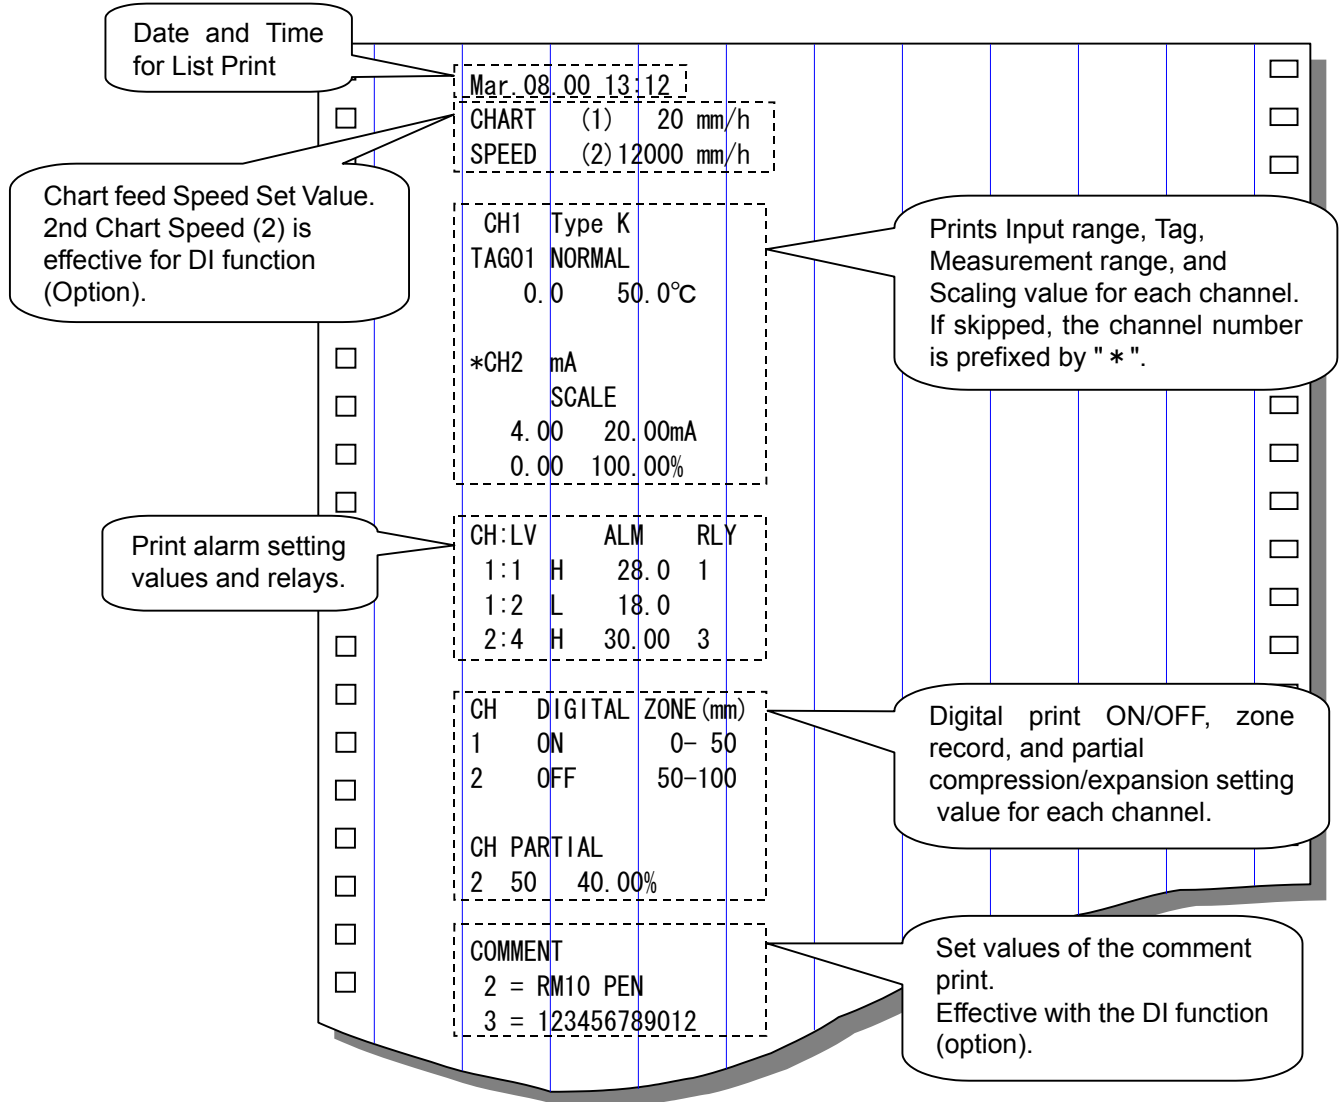 Date and Time
for List Print
Mar.08.00 13:12
CHART (1) 20 mm/h
SPEED (2)12000 mm/h
Chart feed Speed Set Value.
2nd Chart Speed (2) is
effective for DI function
(Option).
CH1 Type K
TAG01 NORMAL
0.0 50.0℃
*CH2 mA
SCALE
4.00 20.00mA
0.00 100.00%
Prints Input range, Tag,
Measurement range, and
Scaling value for each channel.
If skipped, the channel number
is prefixed by "*".
Print alarm setting
values and relays.
CH:LV ALM RLY
1:1 H 28.0 1
1:2 L 18.0
2:4 H 30.00 3
CH DIGITAL ZONE(mm)
1 ON 0- 50
2 OFF 50-100
CH PARTIAL
2 50 40.00%
Digital print ON/OFF, zone
record, and partial
compression/expansion setting
value for each channel.
COMMENT
2 = RM10 PEN
3 = 123456789012
Set values of the comment
print.
Effective with the DI function
(option).